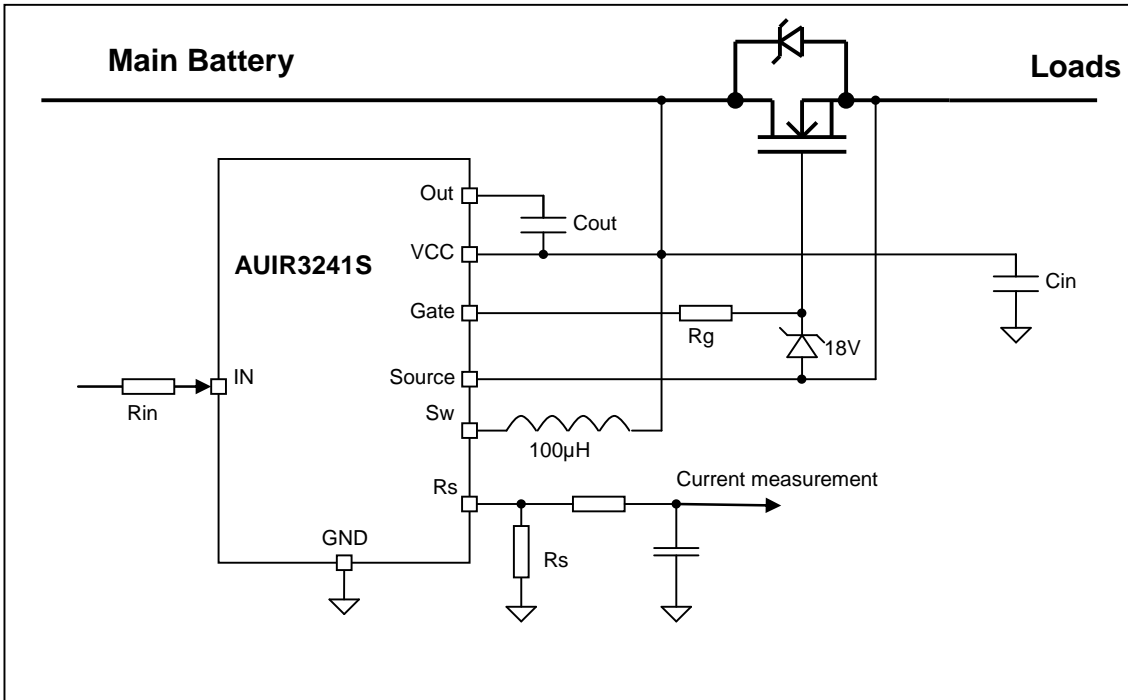 Main Battery
Loads
Out
Cout
VCC
AUIR3241S
Cin
Gate
Rg
18V
IN
Source
Rin
Sw
100µH
Current measurement
Rs
GND
Rs